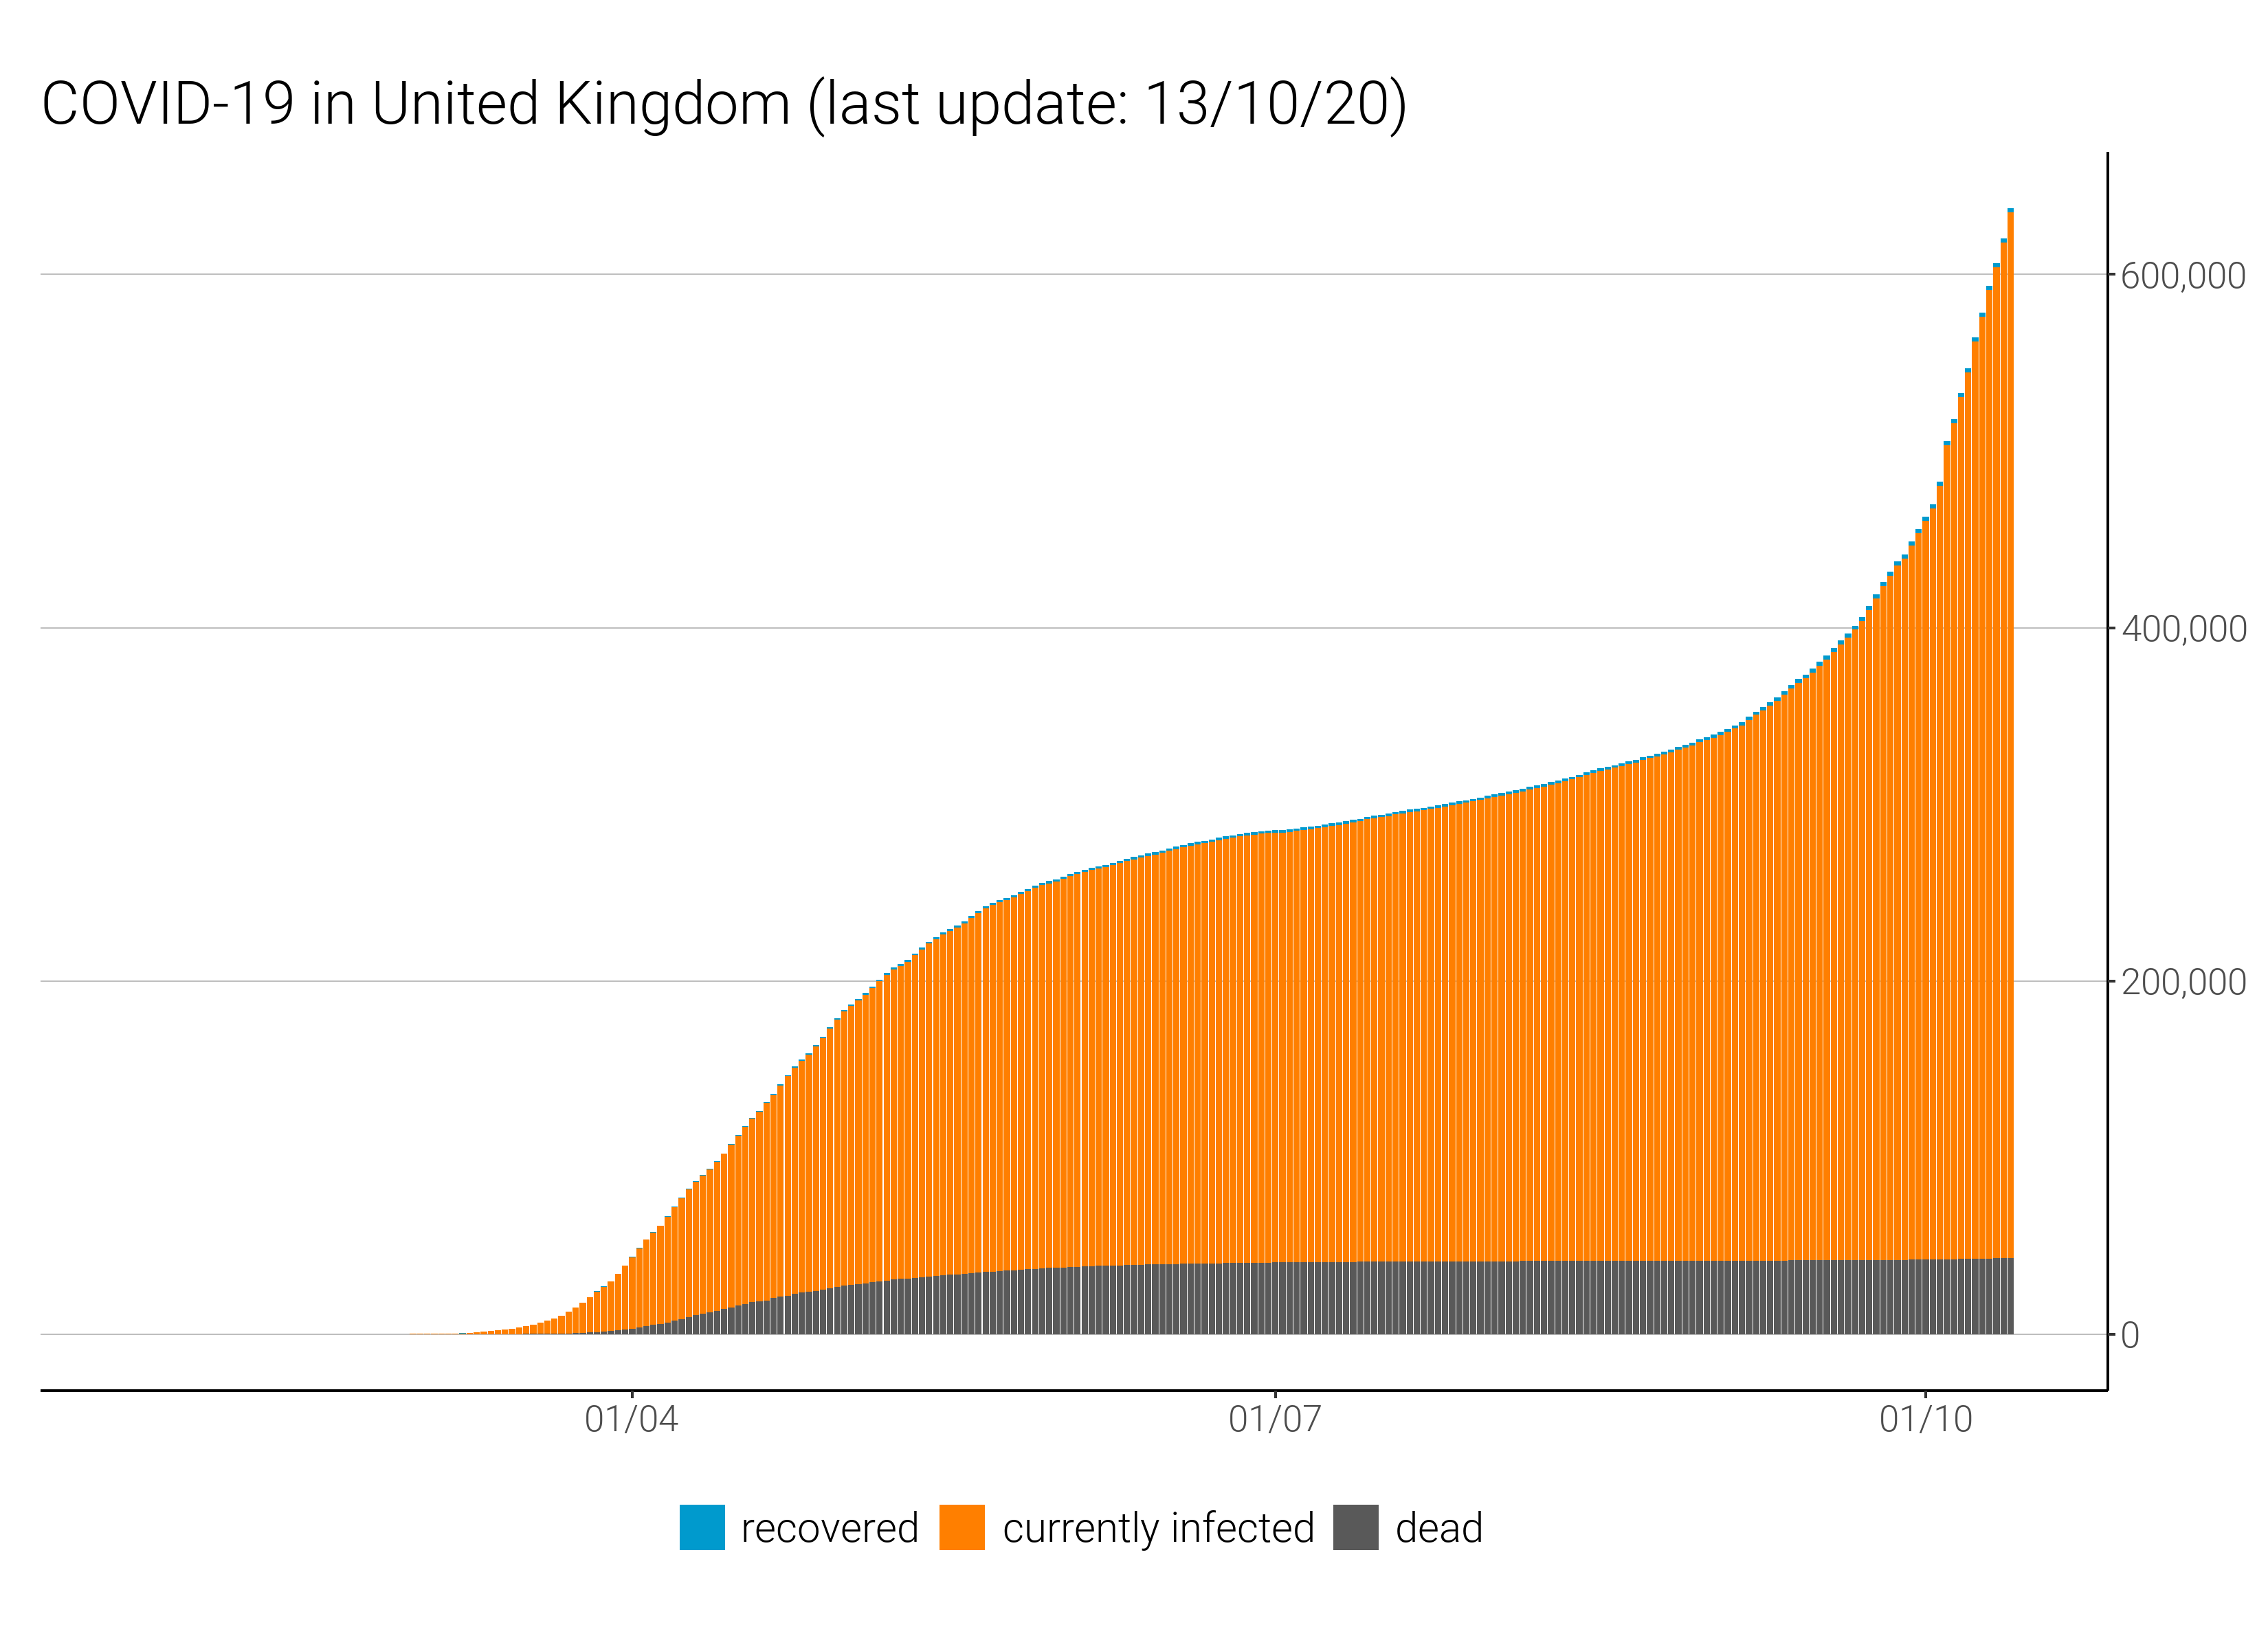 COVID-19 in United Kingdom (last update: 13/10/20)
600,000
400,000
200,000
0
01/04 01/07 01/10
recovered currently infected dead